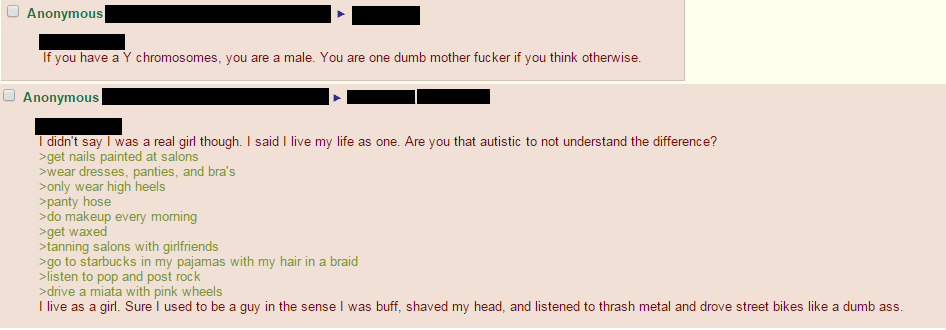 Anonymous ►
If you have a Y chromosomes, you are a male. You are one dumb mother fucker if you think otherwise.
Anonymous ►
I didn't say I was a real girl though. I said I live my life as one. Are you that autistic to not understand the difference?
>get nails painted at salons
>wear dresses, panties, and bra's
>only wear high heels
>panty hose
>do makeup every morning
>get waxed
>tanning salons with girlfriends
>go to starbucks in my pajamas with my hair in a braid
>listen to pop and post rock
>drive a miata with pink wheels
I live as a girl. Sure I used to be a guy in the sense I was buff, shaved my head, and listened to thrash metal and drove street bikes like a dumb ass.